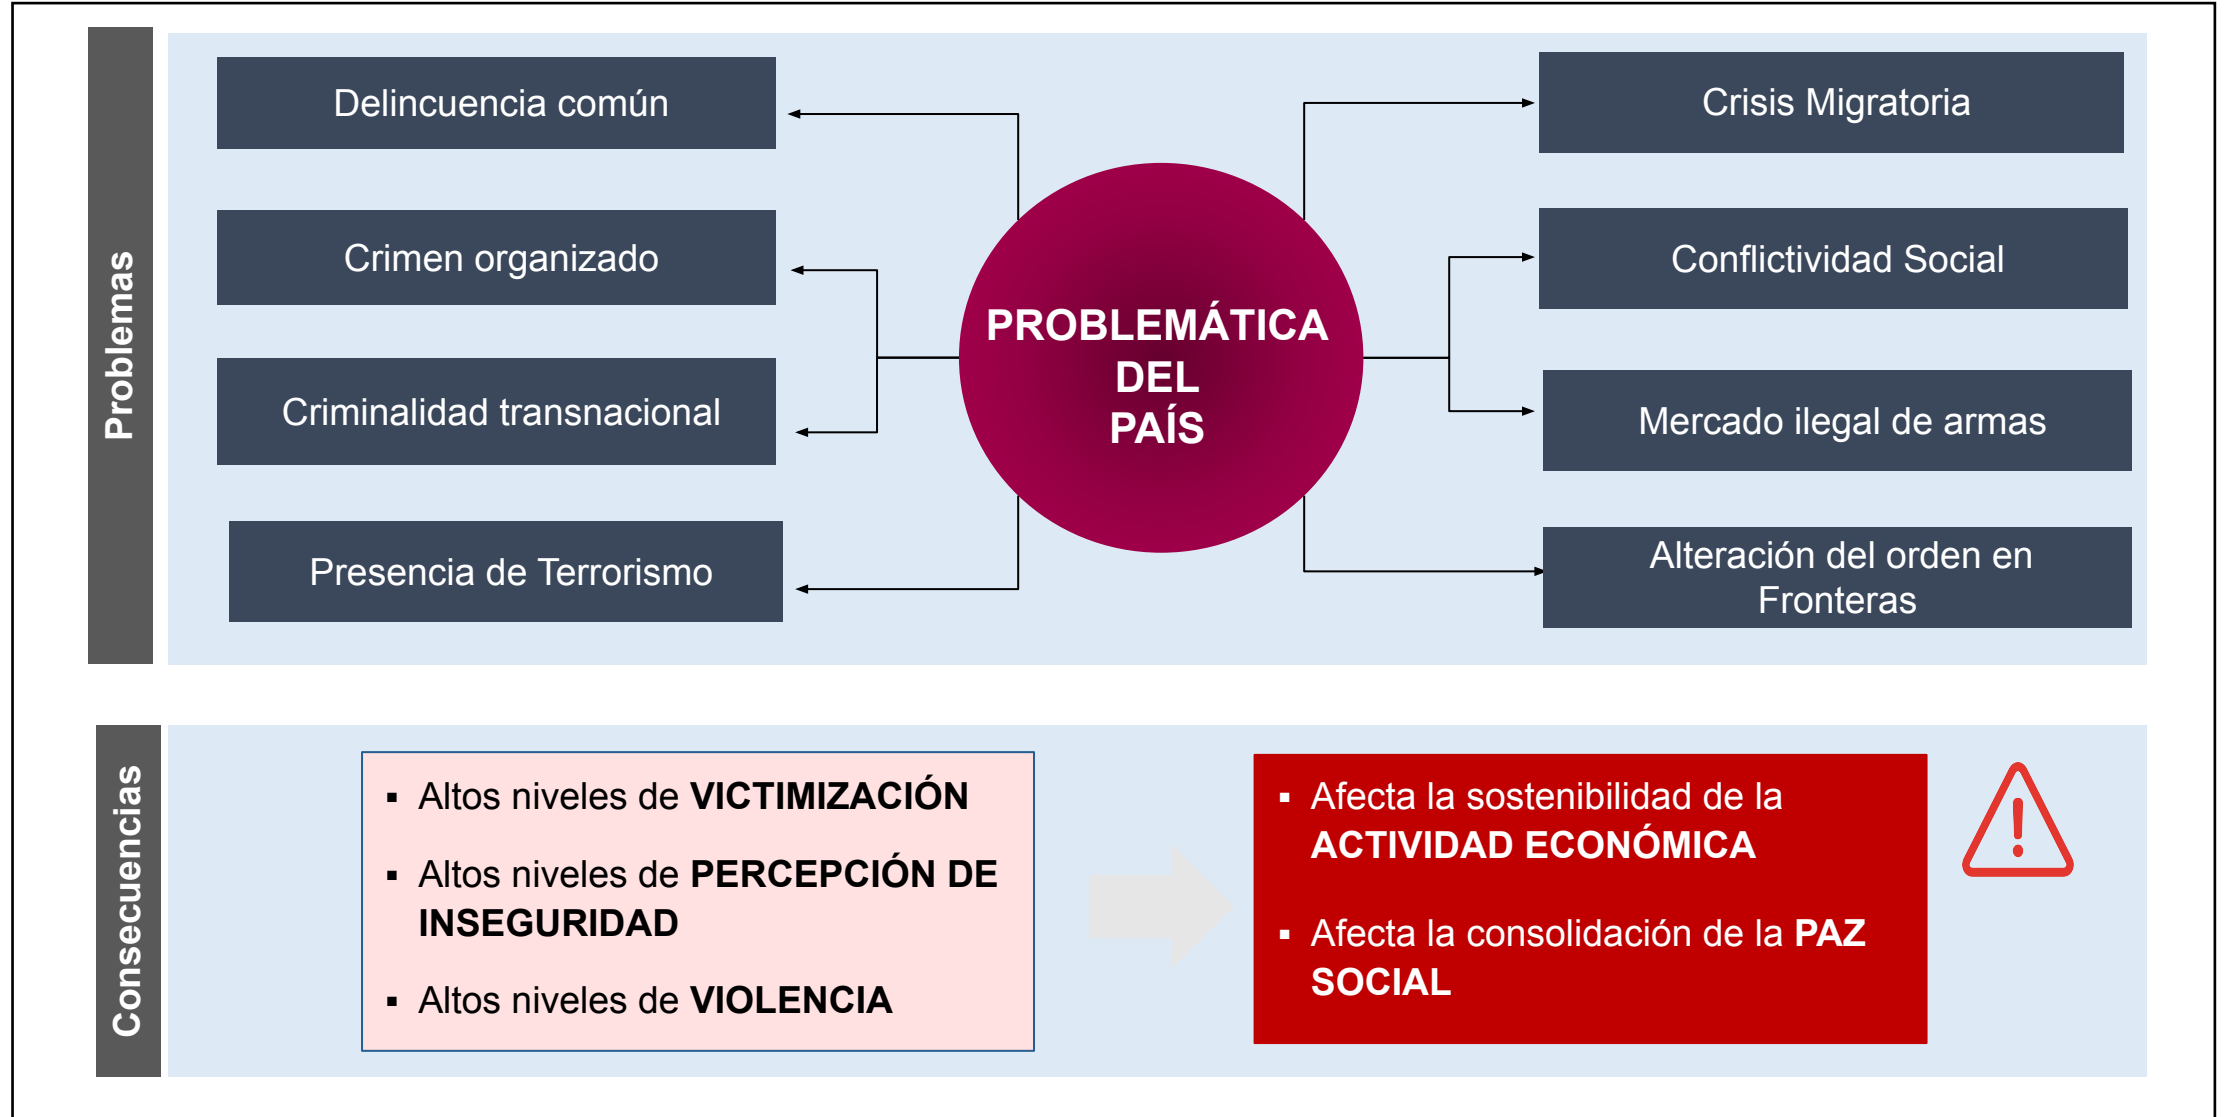 Problemas
Delincuencia común
Crimen organizado
Criminalidad transnacional
Presencia de Terrorismo
PROBLEMÁTICA
DEL
PAÍS
Crisis Migratoria
Conflictividad Social
Mercado ilegal de armas
Alteración del orden en
Fronteras
Consecuencias
▪ Altos niveles de VICTIMIZACIÓN
▪ Altos niveles de PERCEPCIÓN DE
INSEGURIDAD
▪ Altos niveles de VIOLENCIA
▪ Afecta la sostenibilidad de la
ACTIVIDAD ECONÓMICA
▪ Afecta la consolidación de la PAZ
SOCIAL